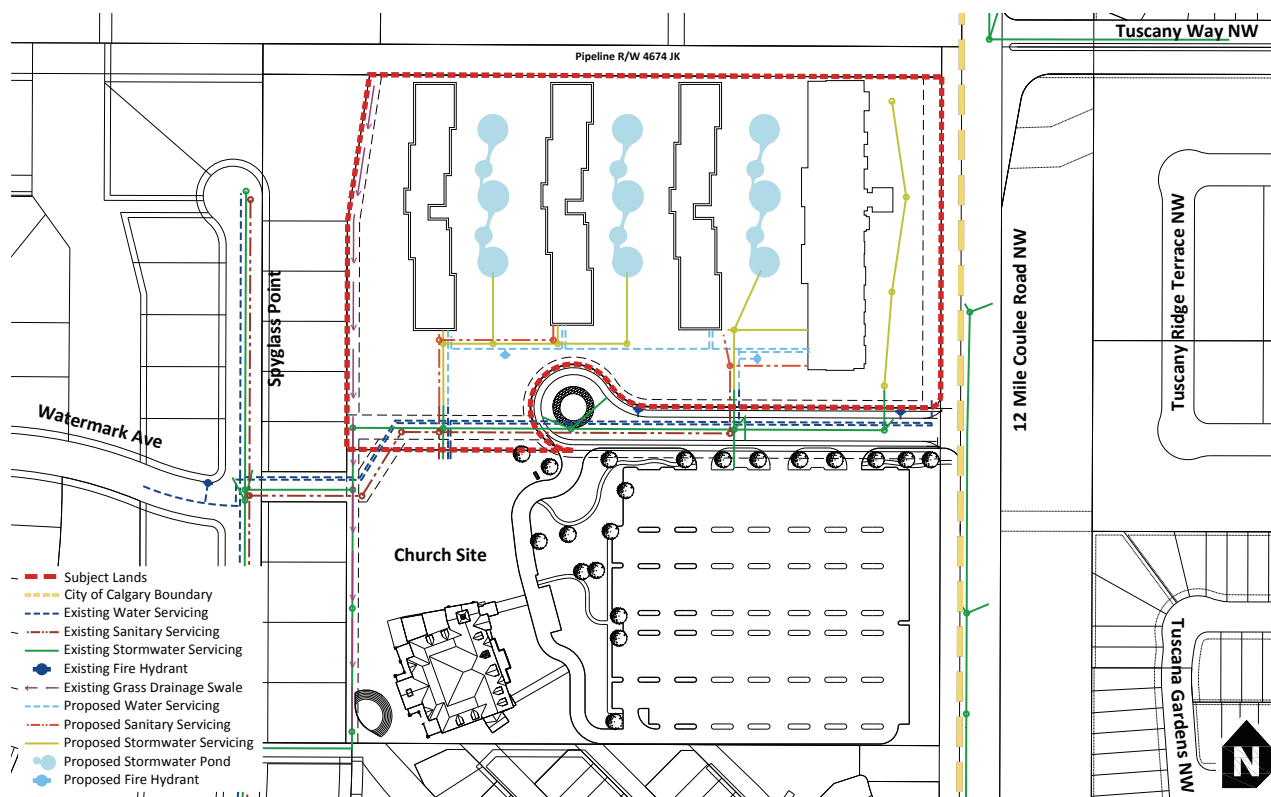 Tuscany Way NW
Pipeline R/W 4674 JK
Spyglass Point
12 Mile Coulee Road NW
Tuscany Ridge Terrace NW
Watermark Ave
Church Site
Subject Lands
City of Calgary Boundary
Existing Water Servicing
Existing Sanitary Servicing
Existing Stormwater Servicing
Existing Fire Hydrant
Existing Grass Drainage Swale
Proposed Water Servicing
Proposed Sanitary Servicing
Proposed Stormwater Servicing
Proposed Stormwater Pond
Proposed Fire Hydrant
Tuscana Gardens NW
N